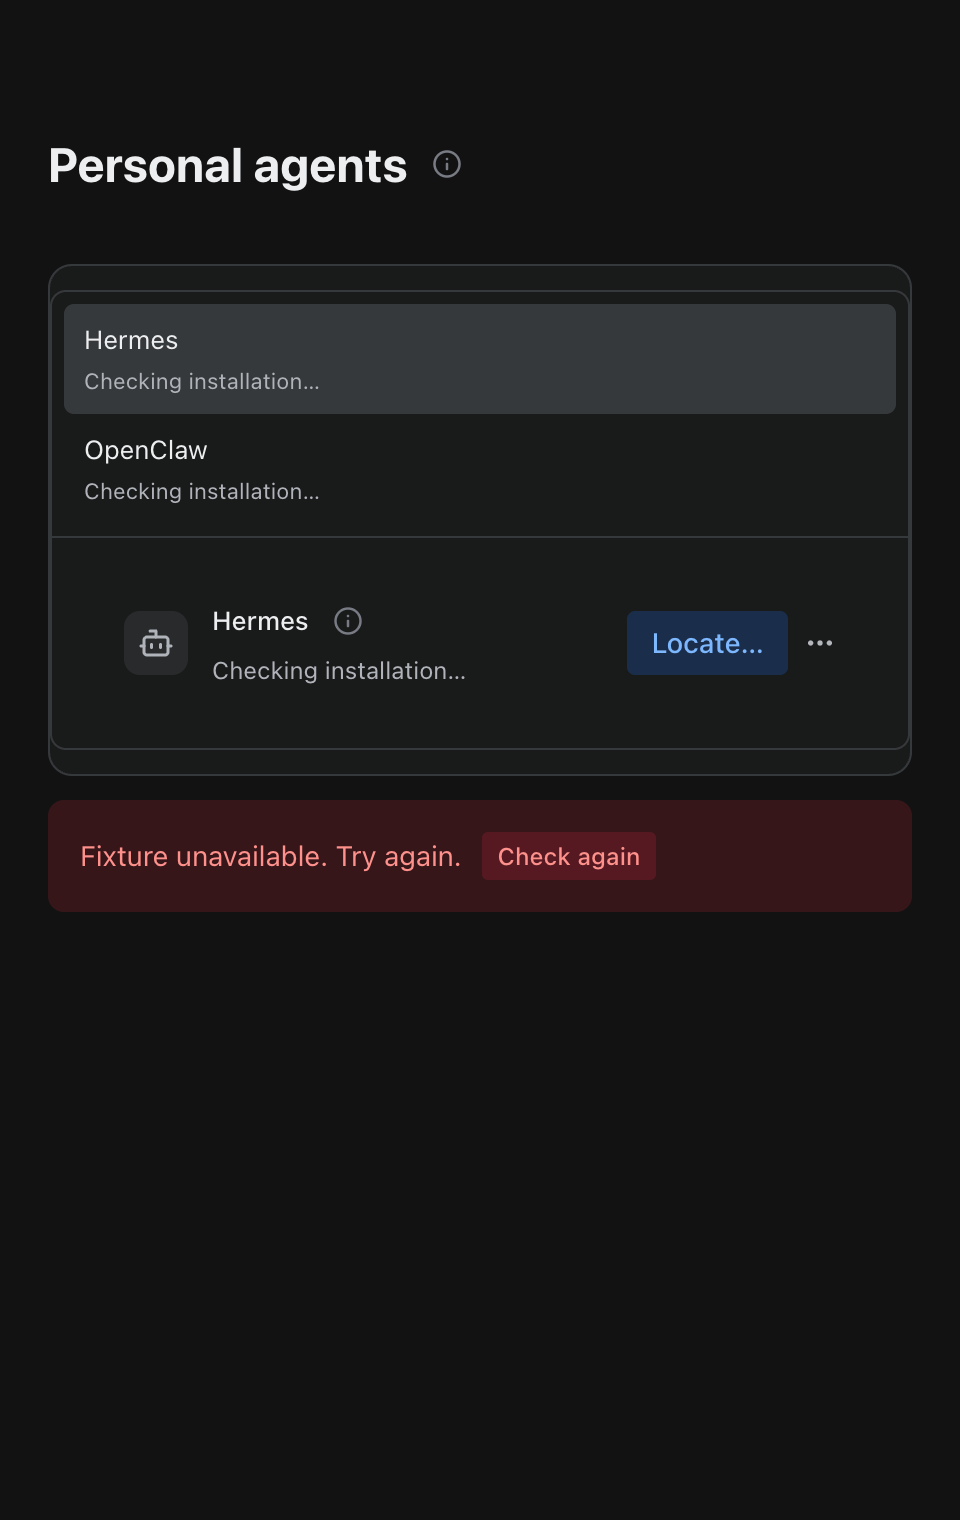 Personal agents
Hermes
Checking installation...
OpenClaw
Checking installation...
Hermes
Checking installation...
Locate...
Fixture unavailable. Try again.
Check again